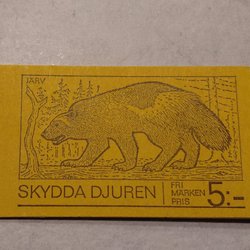 JÄRV
SKYDDA DJUREN
FRI
MARKEN
PRIS
5:-